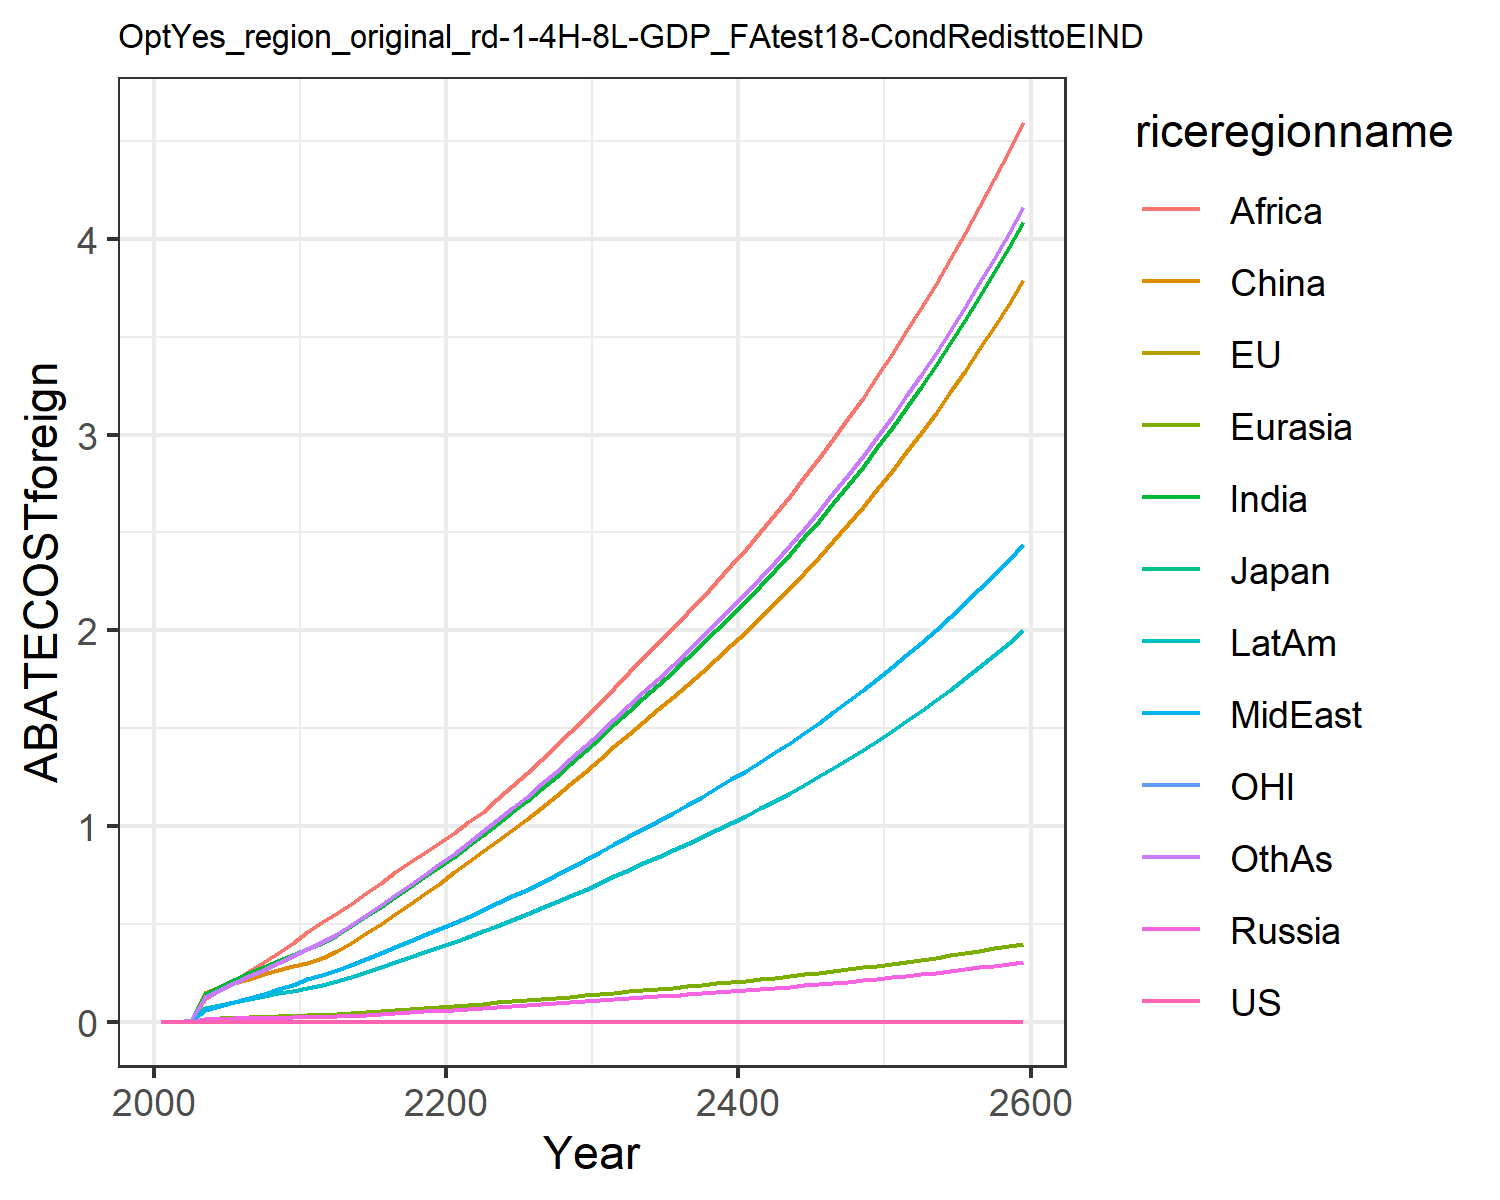 OptYes_region_original_rd-1-4H-8L-GDP_FAtest18-CondRedisttoEIND
ABATECOSTforeign
4
3
2
1
0
2000 2200 2400 2600
Year
riceregionname
Africa
China
EU
Eurasia
India
Japan
LatAm
MidEast
OHI
OthAs
Russia
US